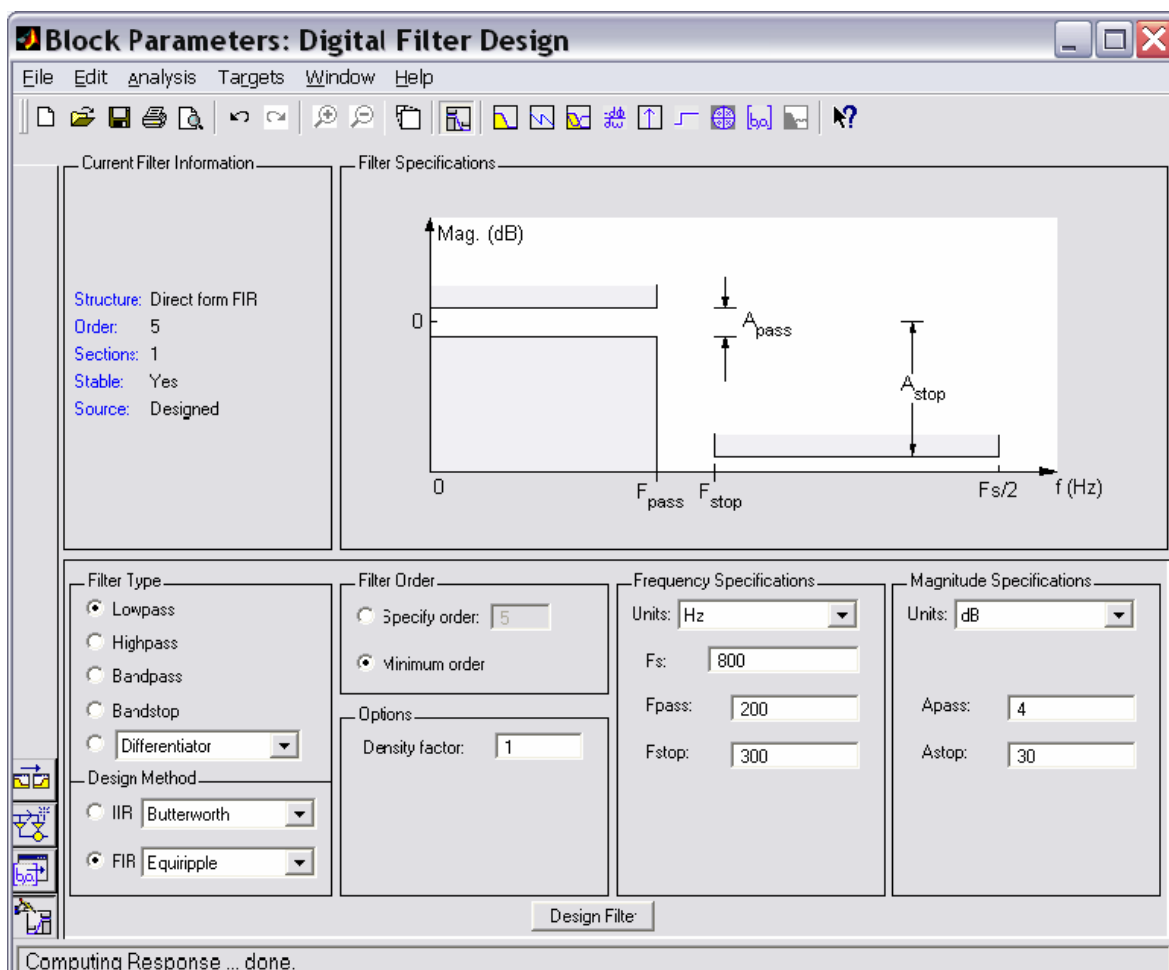 Block Parameters: Digital Filter Design
File Edit Analysis Targets Window Help
Current Filter Information
Structure: Direct form FIR
Order: 5
Sections: 1
Stable: Yes
Source: Designed
Filter Specifications
Mag. (dB)
0
A pass
A stop
0
F pass
F stop
Fs/2
f (Hz)
Filter Type
Lowpass
Highpass
Bandpass
Bandstop
Differentiator
Design Method
IIR Butterworth
FIR Equiripple
Filter Order
Specify order: 5
Minimum order
Options
Density factor: 1
Frequency Specifications
Units: Hz
Fs: 800
Fpass: 200
Fstop: 300
Magnitude Specifications
Units: dB
Apass: 4
Astop: 30
Design Filter
Computing Response ... done.